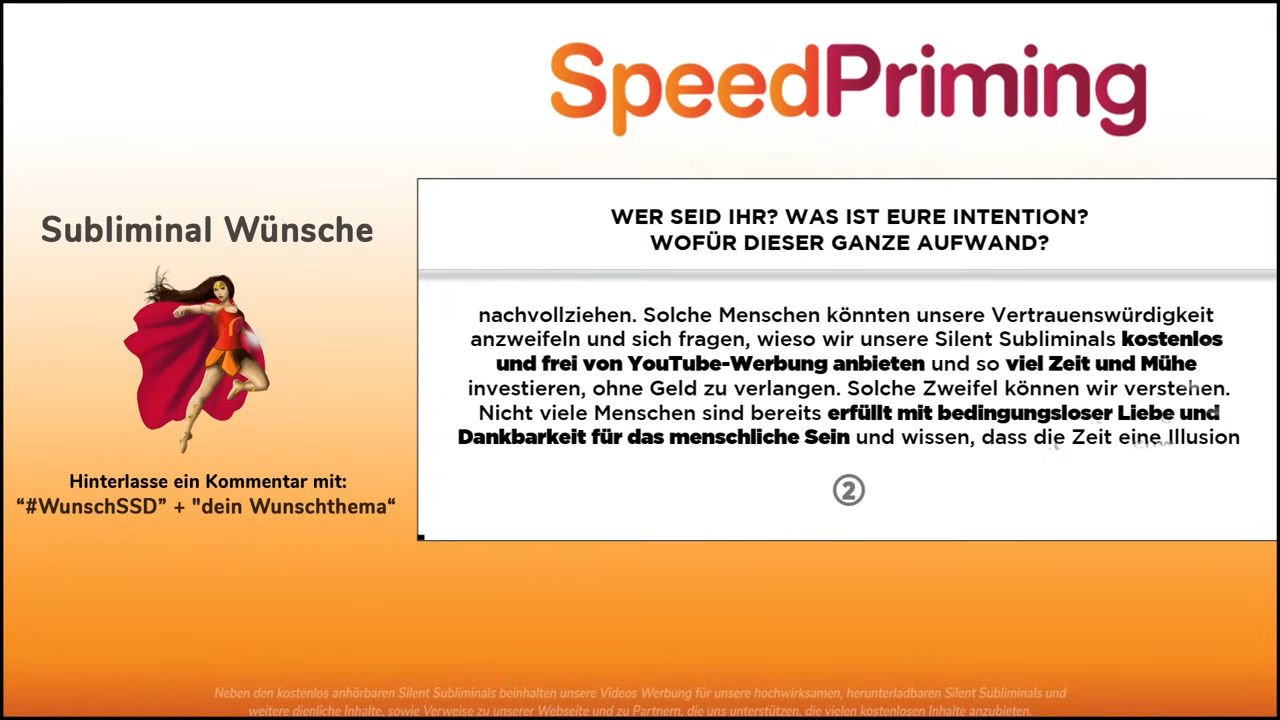 SpeedPriming
Subliminal Wünsche
Hinterlasse ein Kommentar mit:
“#WunschSSD” + "dein Wunschthema“
WER SEID IHR? WAS IST EURE INTENTION?
WOFÜR DIESER GANZE AUFWAND?
nachvollziehen. Solche Menschen könnten unsere Vertrauenswürdigkeit
anzweifeln und sich fragen, wieso wir unsere Silent Subliminals kostenlos
und frei von YouTube-Werbung anbieten und so viel Zeit und Mühe
investieren, ohne Geld zu verlangen. Solche Zweifel können wir verstehen.
Nicht viele Menschen sind bereits erfüllt mit bedingungsloser Liebe und
Dankbarkeit für das menschliche Sein und wissen, dass die Zeit eine Illusion
2
Neben den kostenlos anhörbaren Silent Subliminals beinhalten unsere Videos Werbung für unsere hochwirksamen, herunterladbaren Silent Subliminals und
weitere dienliche Inhalte, sowie Verweise zu unserer Webseite und zu Partnern, die uns unterstützen, die vielen kostenlosen Inhalte anzubieten.